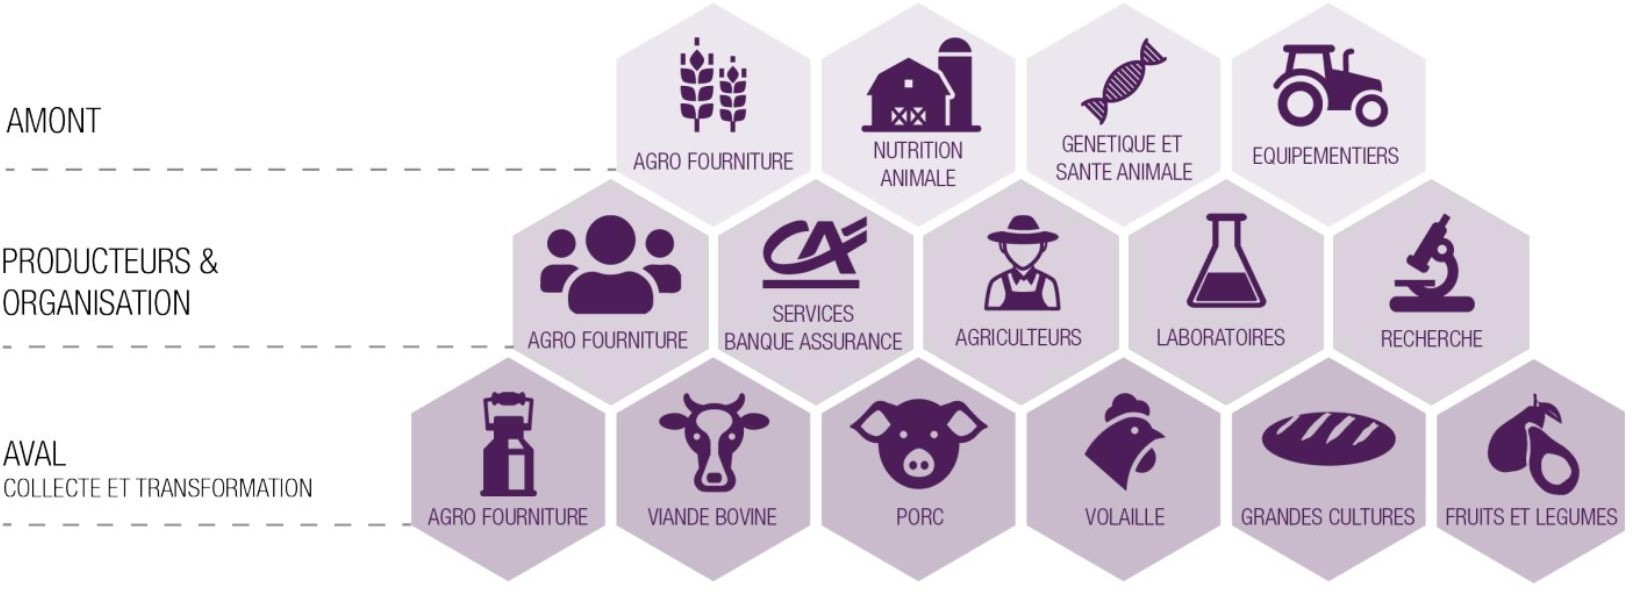 AMONT
AGRO FOURNITURE
NUTRITION
ANIMALE
GENETIQUE ET
SANTE ANIMALE
EQUIPEMENTIERS
PRODUCTEURS &
ORGANISATION
AGRO FOURNITURE
CA
SERVICES
BANQUE ASSURANCE
AGRICULTEURS
LABORATOIRES
RECHERCHE
AVAL
COLLECTE ET TRANSFORMATION
AGRO FOURNITURE
VIANDE BOVINE
PORC
VOLAILLE
GRANDES CULTURES
FRUITS ET LEGUMES